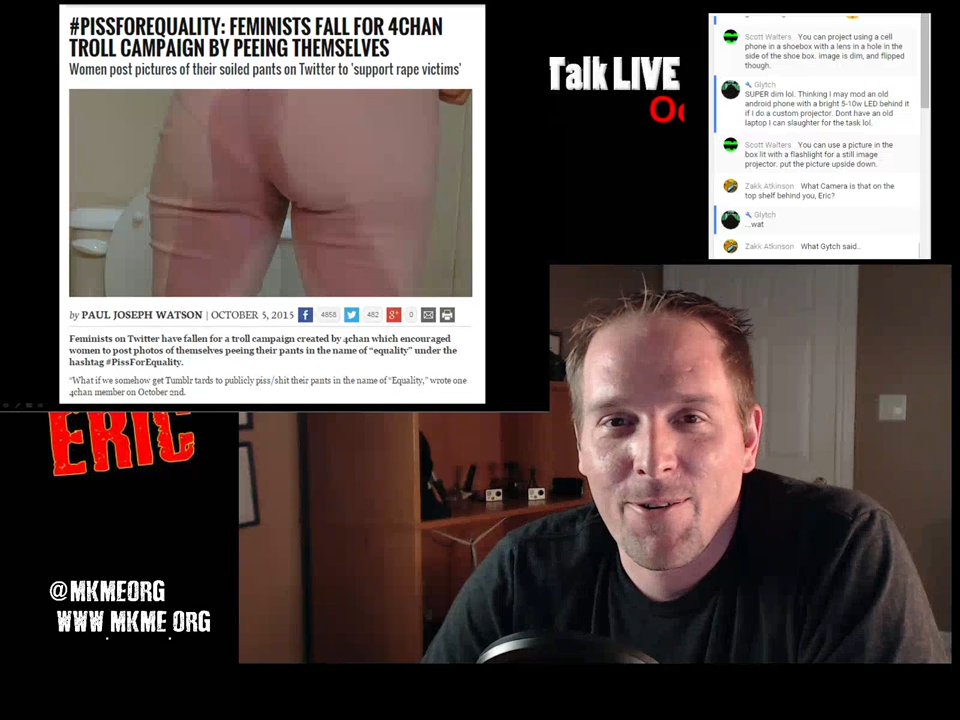 #PISSFOREQUALITY: FEMINISTS FALL FOR 4CHAN
TROLL CAMPAIGN BY PEEING THEMSELVES
Women post pictures of their soiled pants on Twitter to 'support rape victims'
by PAUL JOSEPH WATSON | OCTOBER 5, 2015 4858 482 0
Feminists on Twitter have fallen for a troll campaign created by 4chan which encouraged
women to post photos of themselves peeing their pants in the name of "equality" under the
hashtag #PissForEquality.
"What if we somehow get Tumblr tards to publicly piss/shit their pants in the name of "Equality," wrote one
4chan member on October 2nd.
Talk LIVE
Scott Walters You can project using a cell
phone in a shoebox with a lens in a hole in the
side of the shoe box. image is dim, and flipped
though.
Glytch
SUPER dim lol. Thinking I may mod an old
android phone with a bright 5-10w LED behind it
if I do a custom projector. Dont have an old
laptop I can slaughter for the task lol.
Scott Walters You can use a picture in the
box lit with a flashlight for a still image
projector. put the picture upside down.
Zakk Atkinson What Camera is that on the
top shelf behind you, Eric?
Glytch
...wat
Zakk Atkinson What Gytch said..
ERIC
@MKMEORG
WWW MKME ORG